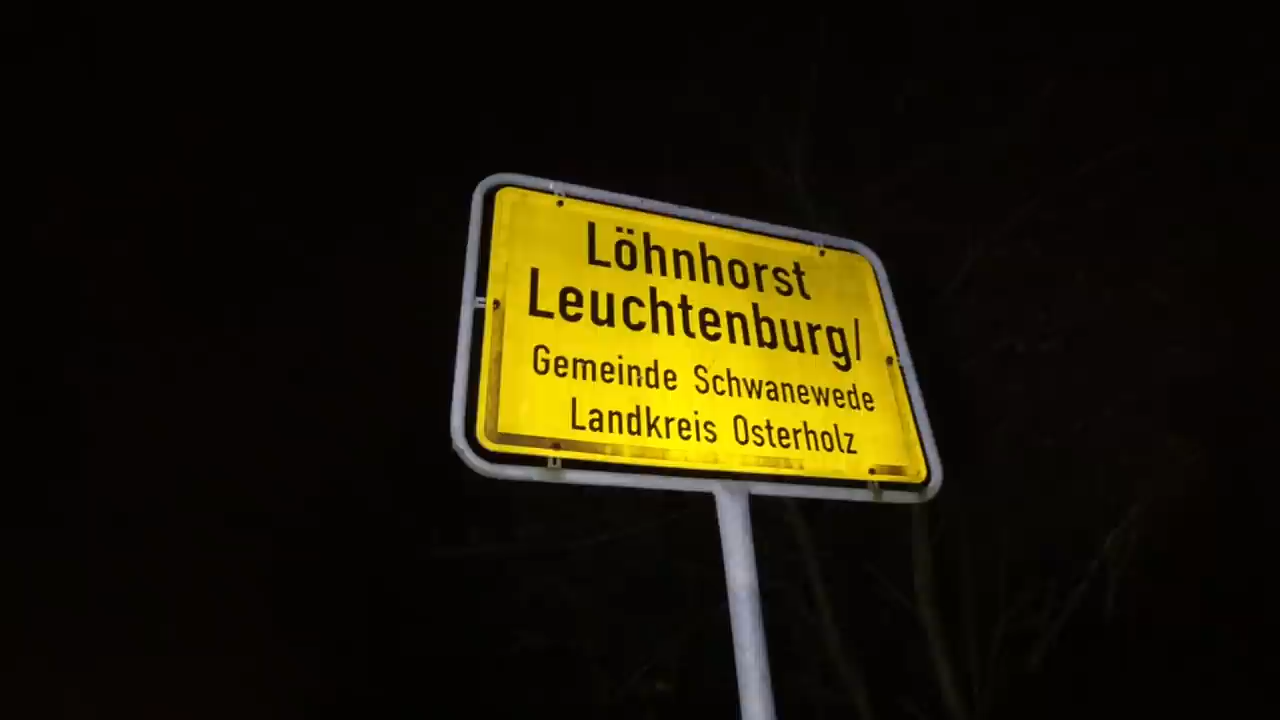 Löhnhorst
Leuchtenburg/
Gemeinde Schwanewede
Landkreis Osterholz